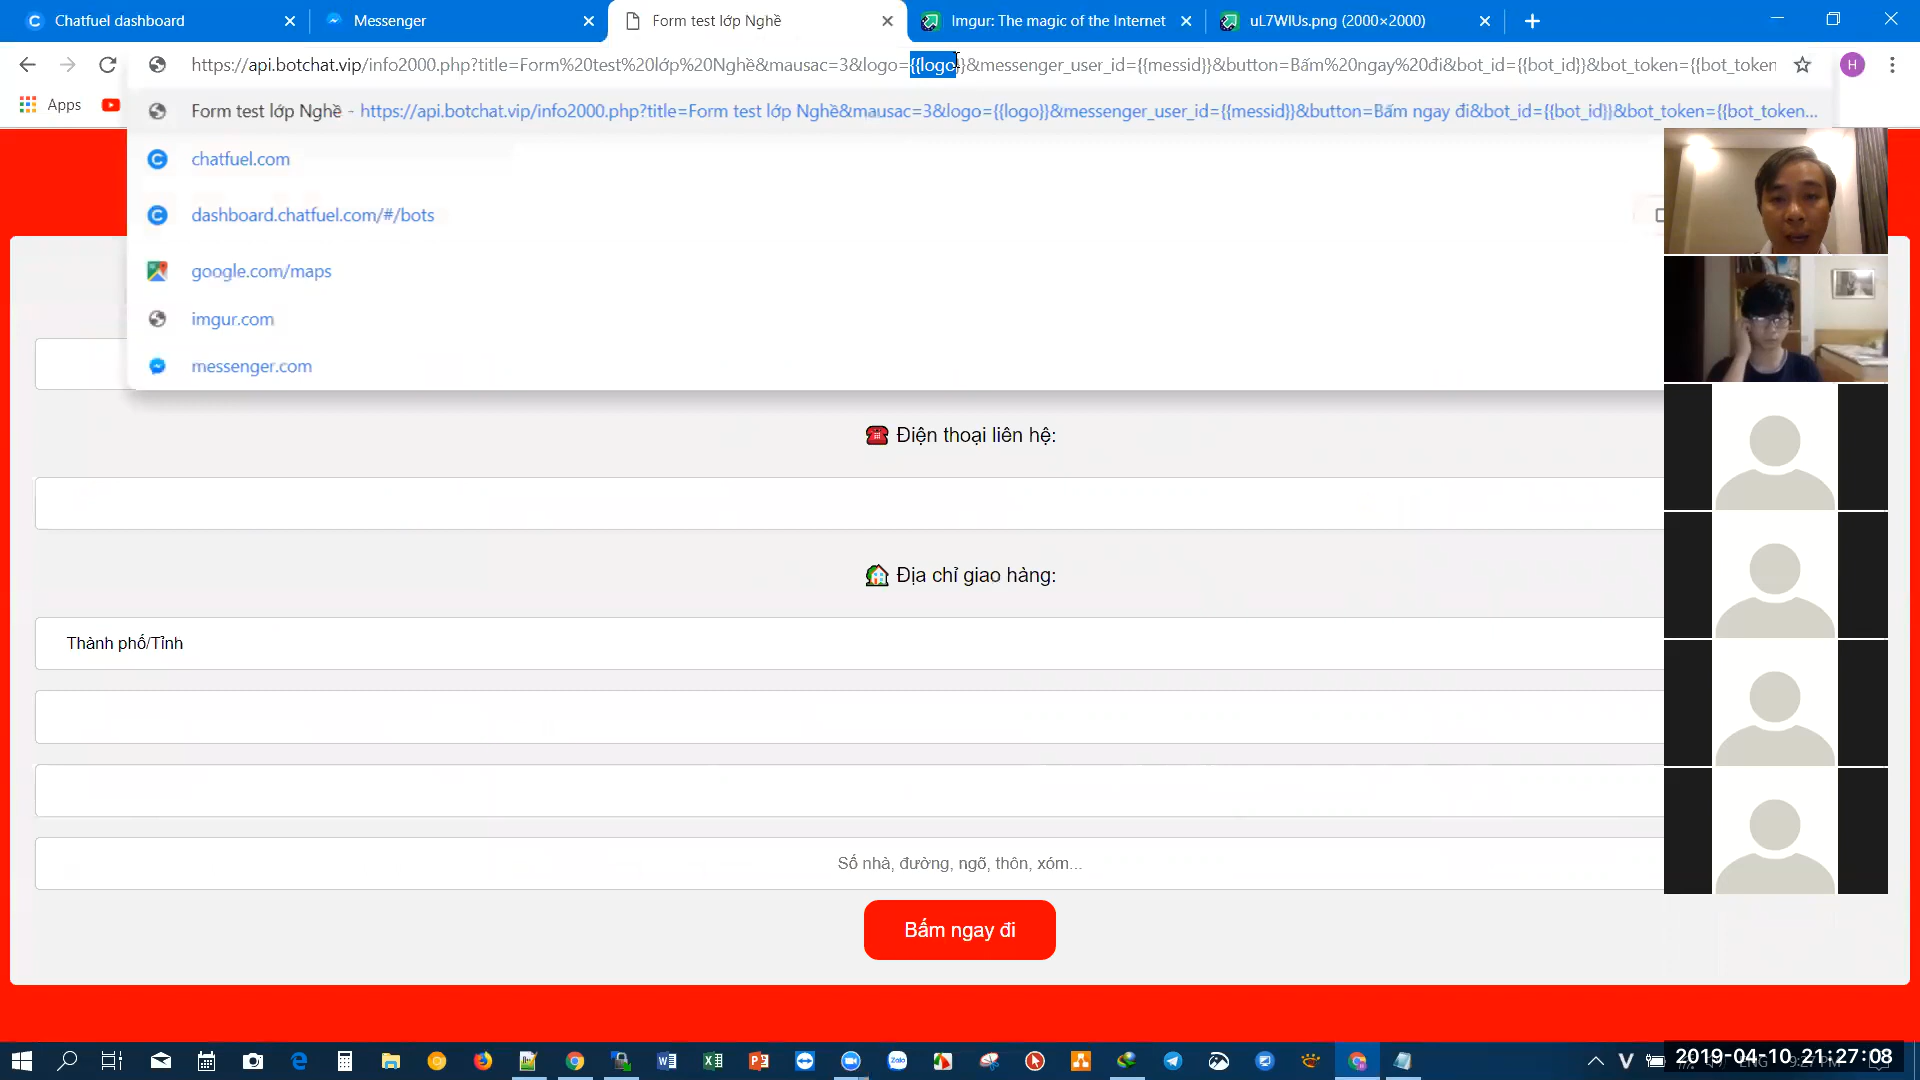 Chatfuel dashboard
Messenger
Form test lớp Nghề
Imgur: The magic of the Internet
uL7WlUs.png (2000×2000)
https://api.botchat.vip/info2000.php?title=Form%20test%20lớp%20Nghề&mausac=3&logo={{logo}}&messenger_user_id={{messid}}&button=Bấm%20ngay%20đi&bot_id={{bot_id}}&bot_token={{bot_token
H
Apps
Form test lớp Nghề - https://api.botchat.vip/info2000.php?title=Form test lớp Nghề&mausac=3&logo={{logo}}&messenger_user_id={{messid}}&button=Bấm ngay đi&bot_id={{bot_id}}&bot_token={{bot_token...
chatfuel.com
dashboard.chatfuel.com/#/bots
google.com/maps
imgur.com
messenger.com
Điện thoại liên hệ:
Địa chỉ giao hàng:
Thành phố/Tỉnh
Số nhà, đường, ngõ, thôn, xóm...
Bấm ngay đi
2019-04-10 21:27:08